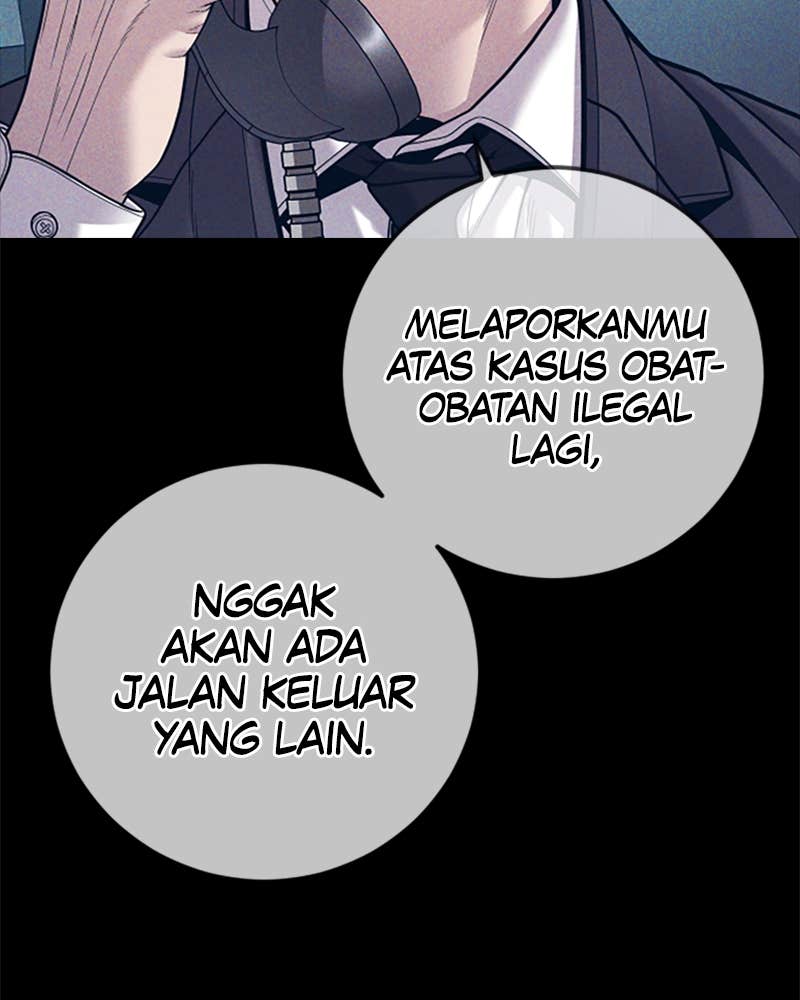 MELAPORKANMU
ATAS KASUS OBAT-
OBATAN ILEGAL
LAGI,
NGGAK
AKAN ADA
JALAN KELUAR
YANG LAIN.